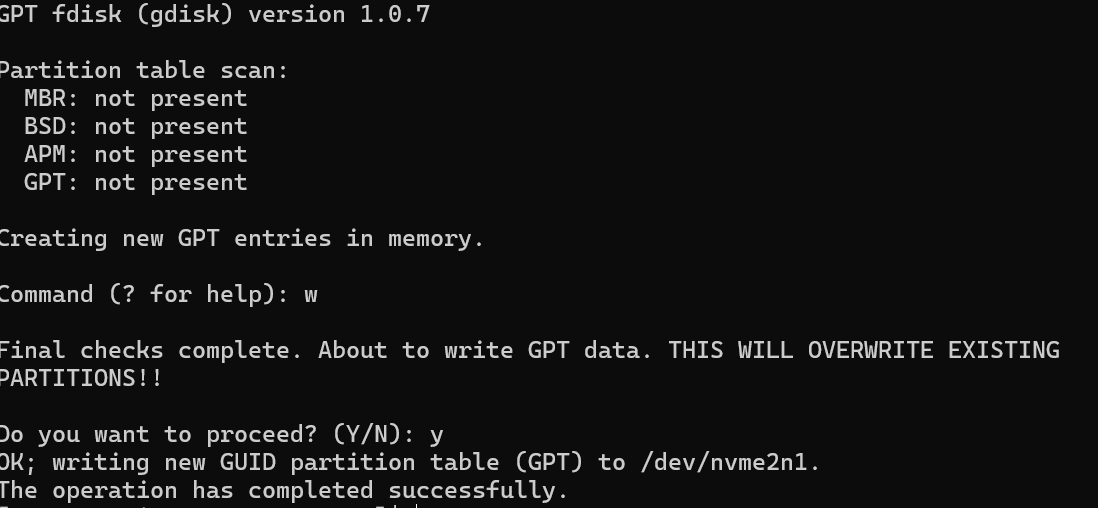 GPT fdisk (gdisk) version 1.0.7
Partition table scan:
MBR: not present
BSD: not present
APM: not present
GPT: not present
Creating new GPT entries in memory.
Command (? for help): w
Final checks complete. About to write GPT data. THIS WILL OVERWRITE EXISTING
PARTITIONS!!
Do you want to proceed? (Y/N): y
OK; writing new GUID partition table (GPT) to /dev/nvme2n1.
The operation has completed successfully.